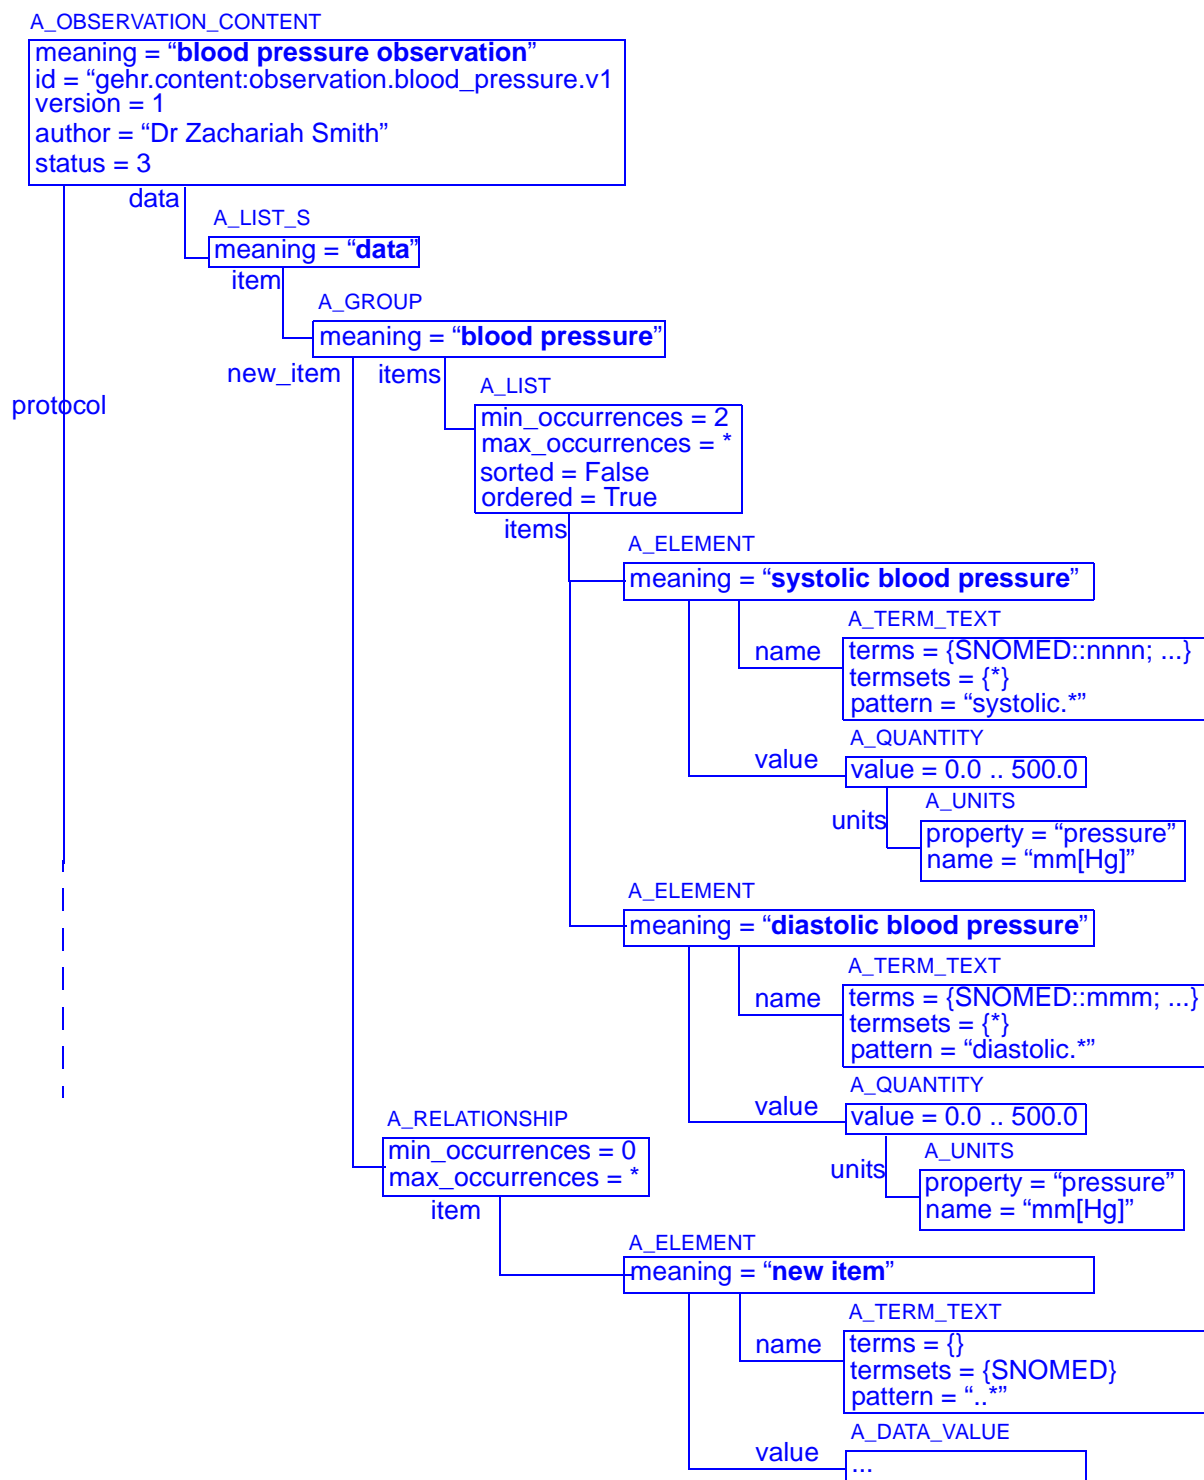 A_OBSERVATION_CONTENT
meaning = “blood pressure observation”
id = “gehr.content:observation.blood_pressure.v1
version = 1
author = “Dr Zachariah Smith”
status = 3
data
A_LIST_S
meaning = “data”
item
A_GROUP
meaning = “blood pressure”
new_item
items
protocol
A_LIST
min_occurrences = 2
max_occurrences = *
sorted = False
ordered = True
items
A_ELEMENT
meaning = “systolic blood pressure”
A_TERM_TEXT
name
terms = {SNOMED::nnnn; ...}
termsets = {*}
pattern = “systolic.*”
A_QUANTITY
value
value = 0.0 .. 500.0
A_UNITS
units
property = “pressure”
name = “mm[Hg]”
A_ELEMENT
meaning = “diastolic blood pressure”
A_TERM_TEXT
name
terms = {SNOMED::mmm; ...}
termsets = {*}
pattern = “diastolic.*”
A_QUANTITY
value
value = 0.0 .. 500.0
A_UNITS
units
property = “pressure”
name = “mm[Hg]”
A_RELATIONSHIP
min_occurrences = 0
max_occurrences = *
item
A_ELEMENT
meaning = “new item”
A_TERM_TEXT
name
terms = {}
termsets = {SNOMED}
pattern = “..*”
A_DATA_VALUE
value
...